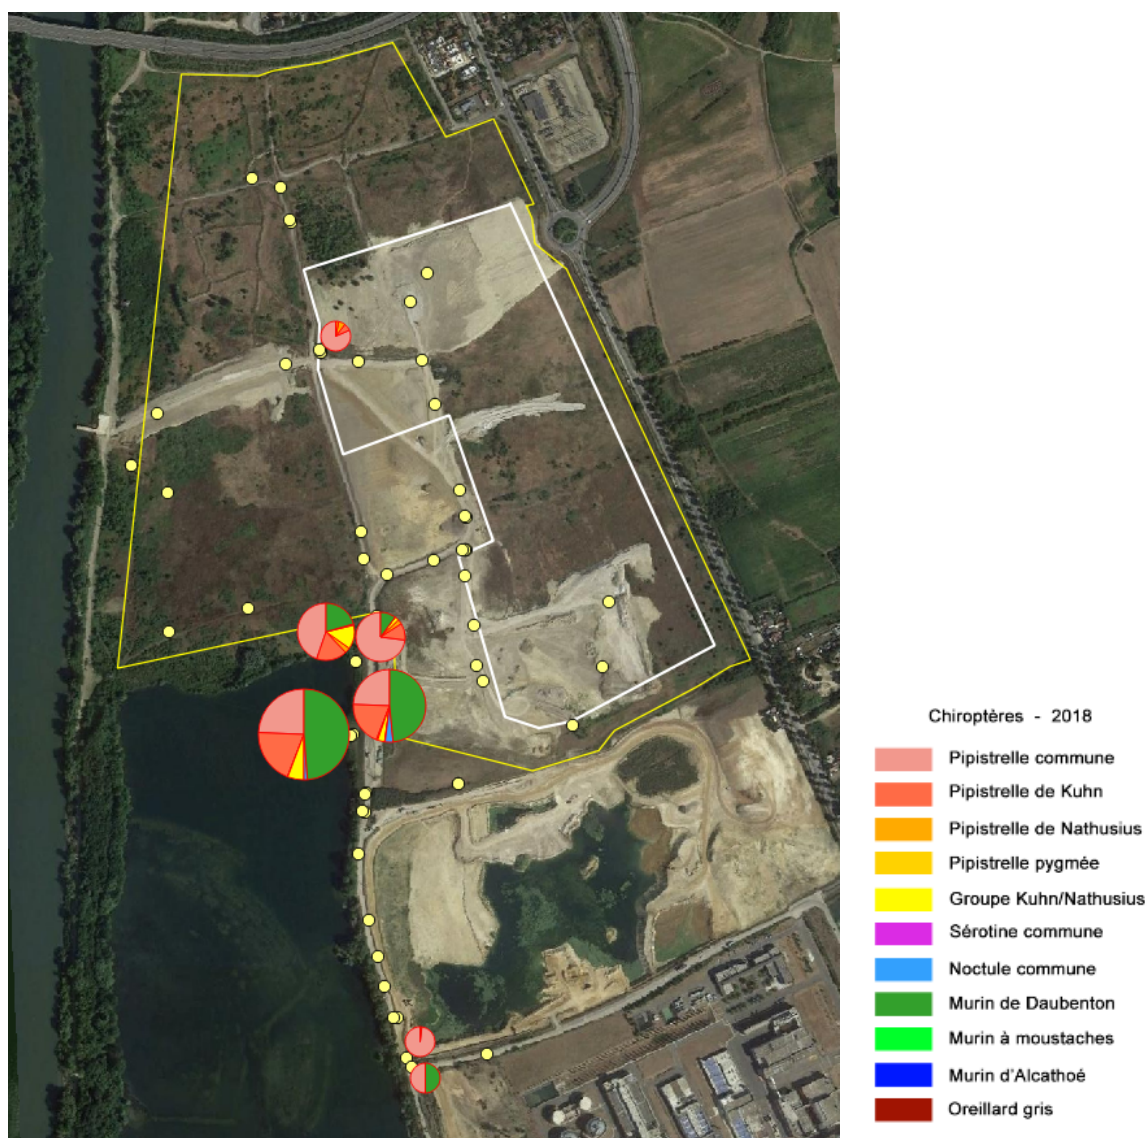 Chiroptères - 2018
Pipistrelle commune
Pipistrelle de Kuhn
Pipistrelle de Nathusius
Pipistrelle pygmée
Groupe Kuhn/Nathusius
Sérotine commune
Noctule commune
Murin de Daubenton
Murin à moustaches
Murin d'Alcathoé
Oreillard gris